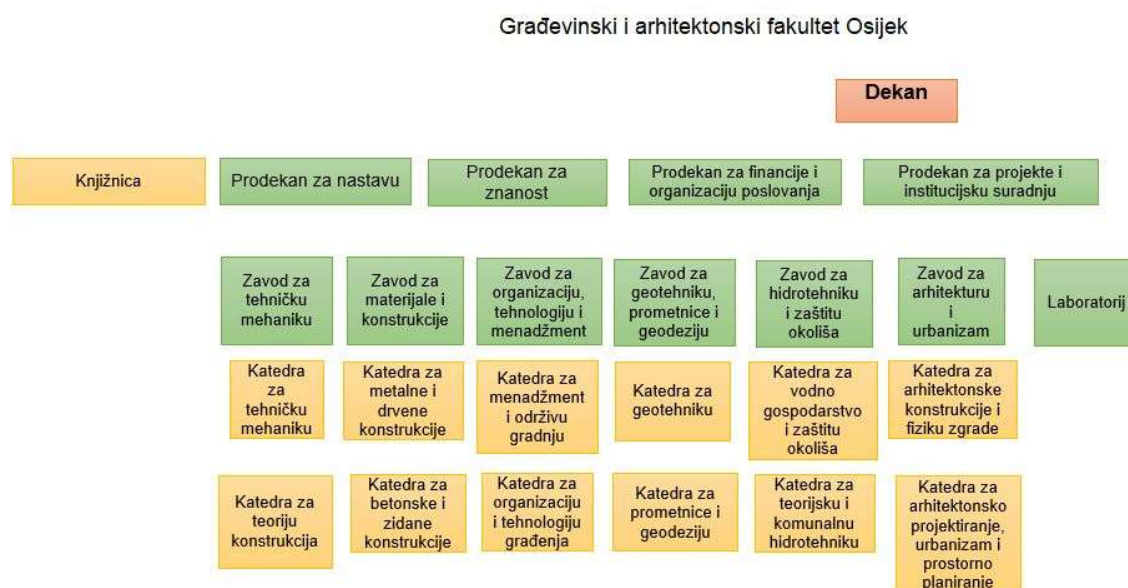 Građevinski i arhitektonski fakultet Osijek
Dekan
Knjižnica
Prodekan za nastavu
Prodekan za
znanost
Prodekan za financije i
organizaciju poslovanja
Prodekan za projekte i
institucijsku suradnju
Zavod za
tehničku
mehaniku
Zavod za
materijale i
konstrukcije
Zavod za
organizaciju,
tehnologiju i
menadžment
Zavod za
geotehniku,
prometnice i
geodeziju
Zavod za
hidrotehniku
i zaštitu
okoliša
Zavod za
arhitekturu
i
urbanizam
Laboratorij
Katedra
za
tehničku
mehaniku
Katedra za
metalne i
drvene
konstrukcije
Katedra za
menadžment
i održivu
gradnju
Katedra za
geotehniku
Katedra za
vodno
gospodarstvo
i zaštitu
okoliša
Katedra za
arhitektonske
konstrukcije i
fiziku zgrade
Katedra za
teoriju
konstrukcija
Katedra za
betonske i
zidane
konstrukcije
Katedra za
organizaciju
i tehnologiju
građenja
Katedra za
prometnice i
geodeziju
Katedra za
teorijsku i
komunalnu
hidrotehniku
Katedra za
arhitektonsko
projektiranje,
urbanizam i
prostorno
planiranje